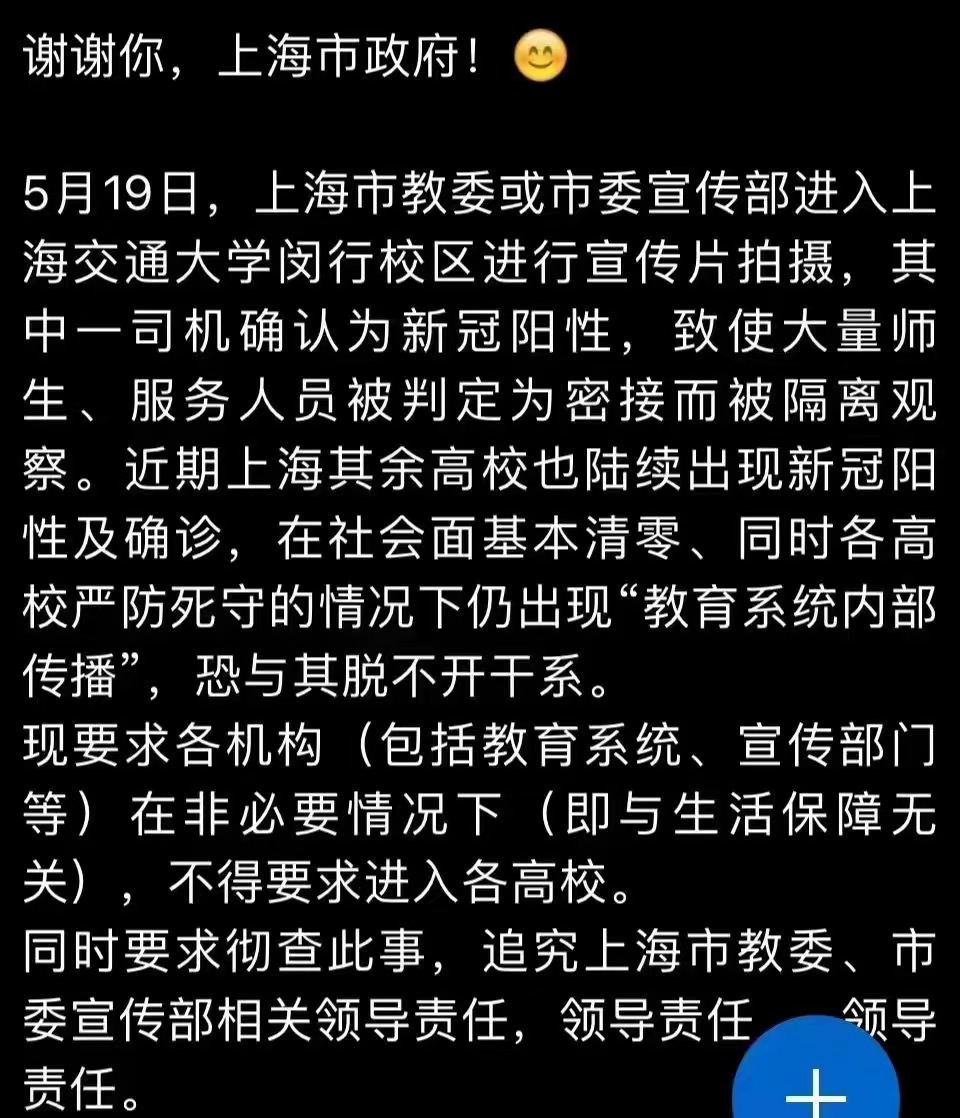 谢谢你，上海市政府！😊
5月19日，上海市教委或市委宣传部进入上
海交通大学闵行校区进行宣传片拍摄，其
中一司机确认为新冠阳性，致使大量师
生、服务人员被判定为密接而被隔离观
察。近期上海其余高校也陆续出现新冠阳
性及确诊，在社会面基本清零、同时各高
校严防死守的情况下仍出现“教育系统内部
传播”，恐与其脱不开干系。
现要求各机构（包括教育系统、宣传部门
等）在非必要情况下（即与生活保障无
关），不得要求进入各高校。
同时要求彻查此事，追究上海市教委、市
委宣传部相关领导责任，领导责任 领导
责任。